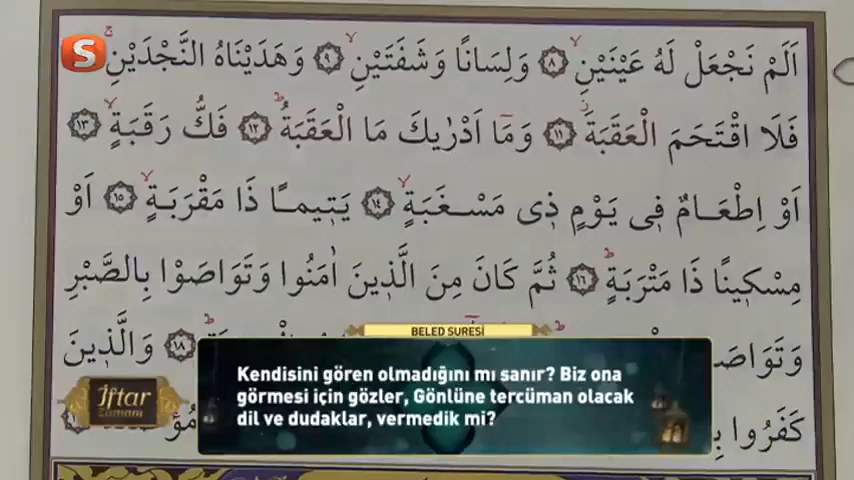 اَلَمْ نَجْعَلْ لَهُ عَيْنَيْنِ ﴿٨﴾ وَلِسَانًا وَشَفَتَيْنِ ﴿٩﴾ وَهَدَيْنَاهُ النَّجْدَيْنِ
فَلَا اقْتَحَمَ الْعَقَبَةَ ﴿١١﴾ وَمَٓا اَدْرٰيكَ مَا الْعَقَبَةُ ﴿١٢﴾ فَكُّ رَقَبَةٍ ﴿١٣﴾
اَوْ اِطْعَامٌ فٖى يَوْمٍ ذٖى مَسْغَبَةٍ ﴿١٤﴾ يَتٖيمًا ذَا مَقْرَبَةٍ ﴿١٥﴾ اَوْ
مِسْكٖينًا ذَا مَتْرَبَةٍ ﴿١٦﴾ ثُمَّ كَانَ مِنَ الَّذٖينَ اٰمَنُوا وَتَوَاصَوْا بِالصَّبْرِ
﴿١٨﴾ وَالَّذٖينَ
كَفَرُوا
S
BELED SURESİ
Kendisini gören olmadığını mı sanır? Biz ona
görmesi için gözler, Gönlüne tercüman olacak
dil ve dudaklar, vermedik mi?
İftar
Zamanı